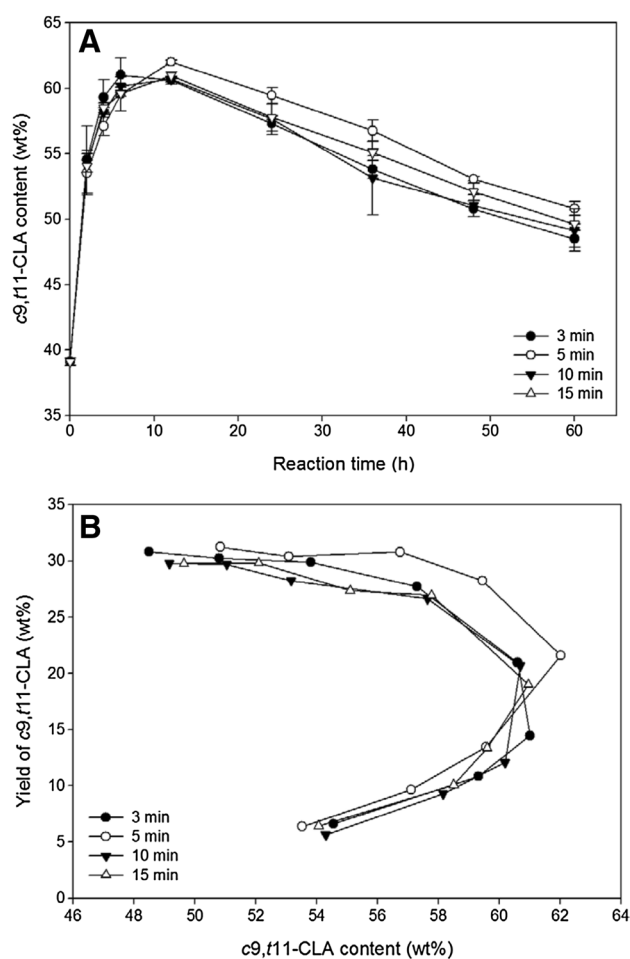 A
65
60
55
50
45
40
35
c9,t11-CLA content (wt%)
3 min
5 min
10 min
15 min
0 10 20 30 40 50 60
Reaction time (h)
B
35
30
25
20
15
10
5
0
Yield of c9,t11-CLA (wt%)
3 min
5 min
10 min
15 min
46 48 50 52 54 56 58 60 62 64
c9,t11-CLA content (wt%)